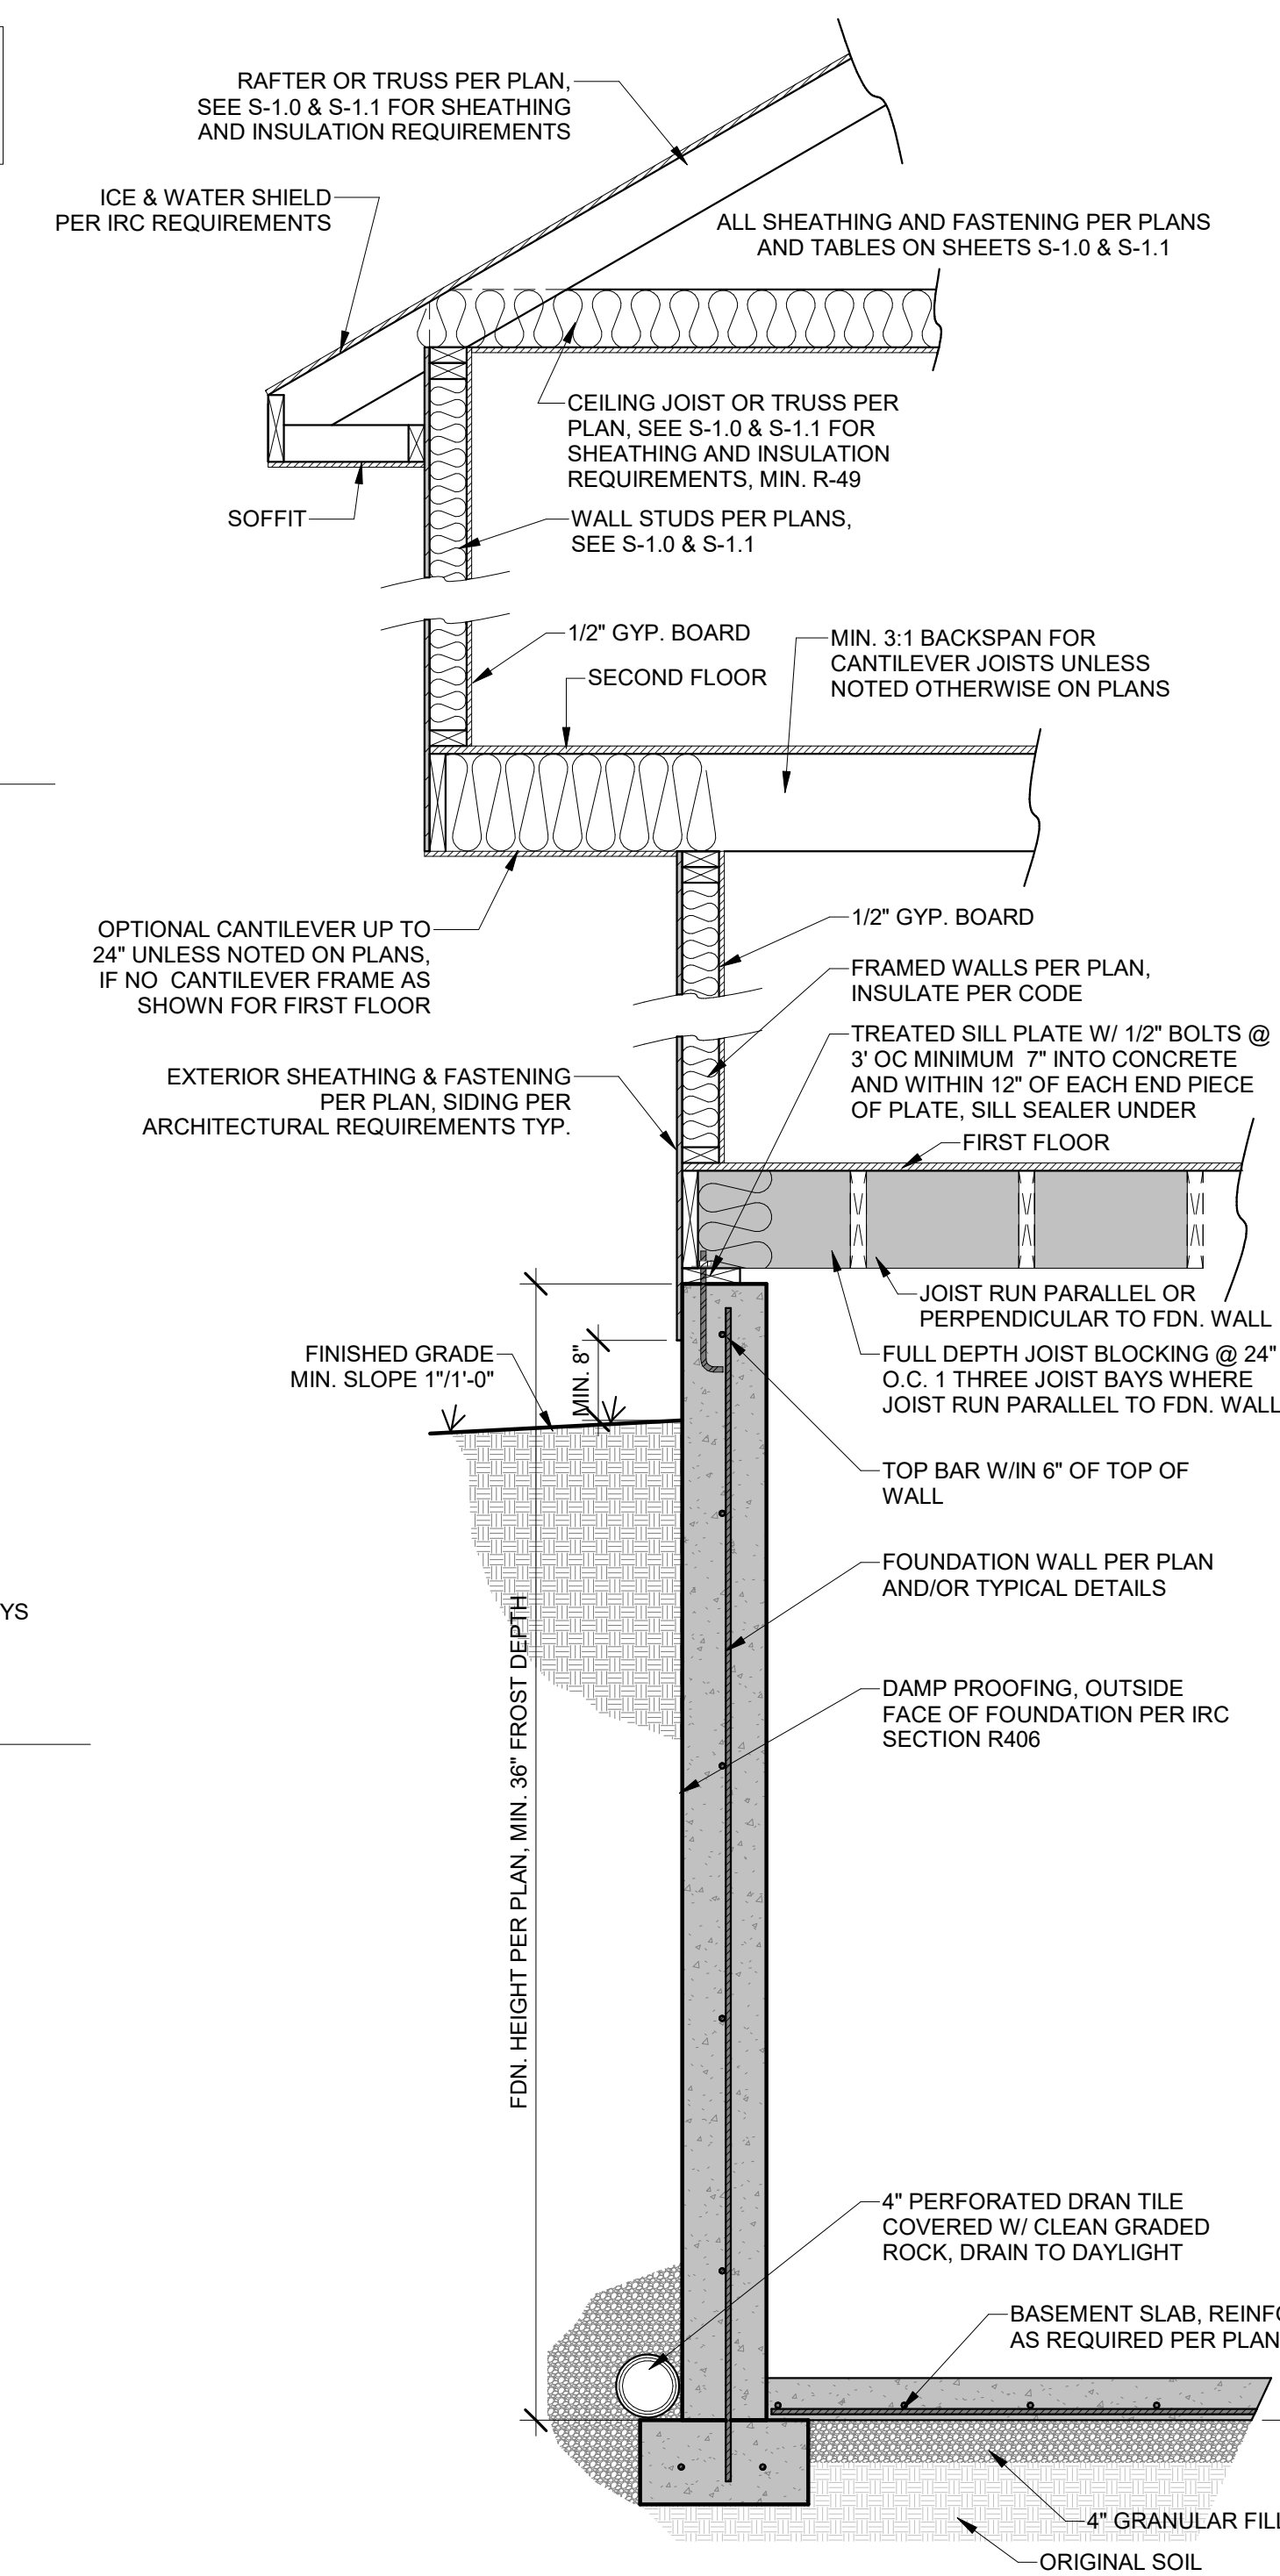 RAFTER OR TRUSS PER PLAN,
SEE S-1.0 & S-1.1 FOR SHEATHING
AND INSULATION REQUIREMENTS
ICE & WATER SHIELD
PER IRC REQUIREMENTS
ALL SHEATHING AND FASTENING PER PLANS
AND TABLES ON SHEETS S-1.0 & S-1.1
CEILING JOIST OR TRUSS PER
PLAN, SEE S-1.0 & S-1.1 FOR
SHEATHING AND INSULATION
REQUIREMENTS, MIN. R-49
SOFFIT
WALL STUDS PER PLANS,
SEE S-1.0 & S-1.1
1/2" GYP. BOARD
SECOND FLOOR
MIN. 3:1 BACKSPAN FOR
CANTILEVER JOISTS UNLESS
NOTED OTHERWISE ON PLANS
OPTIONAL CANTILEVER UP TO
24" UNLESS NOTED ON PLANS,
IF NO CANTILEVER FRAME AS
SHOWN FOR FIRST FLOOR
1/2" GYP. BOARD
FRAMED WALLS PER PLAN,
INSULATE PER CODE
TREATED SILL PLATE W/ 1/2" BOLTS @
3' OC MINIMUM 7" INTO CONCRETE
AND WITHIN 12" OF EACH END PIECE
OF PLATE, SILL SEALER UNDER
EXTERIOR SHEATHING & FASTENING
PER PLAN, SIDING PER
ARCHITECTURAL REQUIREMENTS TYP.
FIRST FLOOR
JOIST RUN PARALLEL OR
PERPENDICULAR TO FDN. WALL
FINISHED GRADE
MIN. SLOPE 1"/1'-0"
MIN. 8"
FULL DEPTH JOIST BLOCKING @ 24"
O.C. 1 THREE JOIST BAYS WHERE
JOIST RUN PARALLEL TO FDN. WALL
TOP BAR W/IN 6" OF TOP OF
WALL
FOUNDATION WALL PER PLAN
AND/OR TYPICAL DETAILS
YS
DAMP PROOFING, OUTSIDE
FACE OF FOUNDATION PER IRC
SECTION R406
FDN. HEIGHT PER PLAN, MIN. 36" FROST DEPTH
4" PERFORATED DRAN TILE
COVERED W/ CLEAN GRADED
ROCK, DRAIN TO DAYLIGHT
BASEMENT SLAB, REINFO
AS REQUIRED PER PLAN
4" GRANULAR FILL
ORIGINAL SOIL